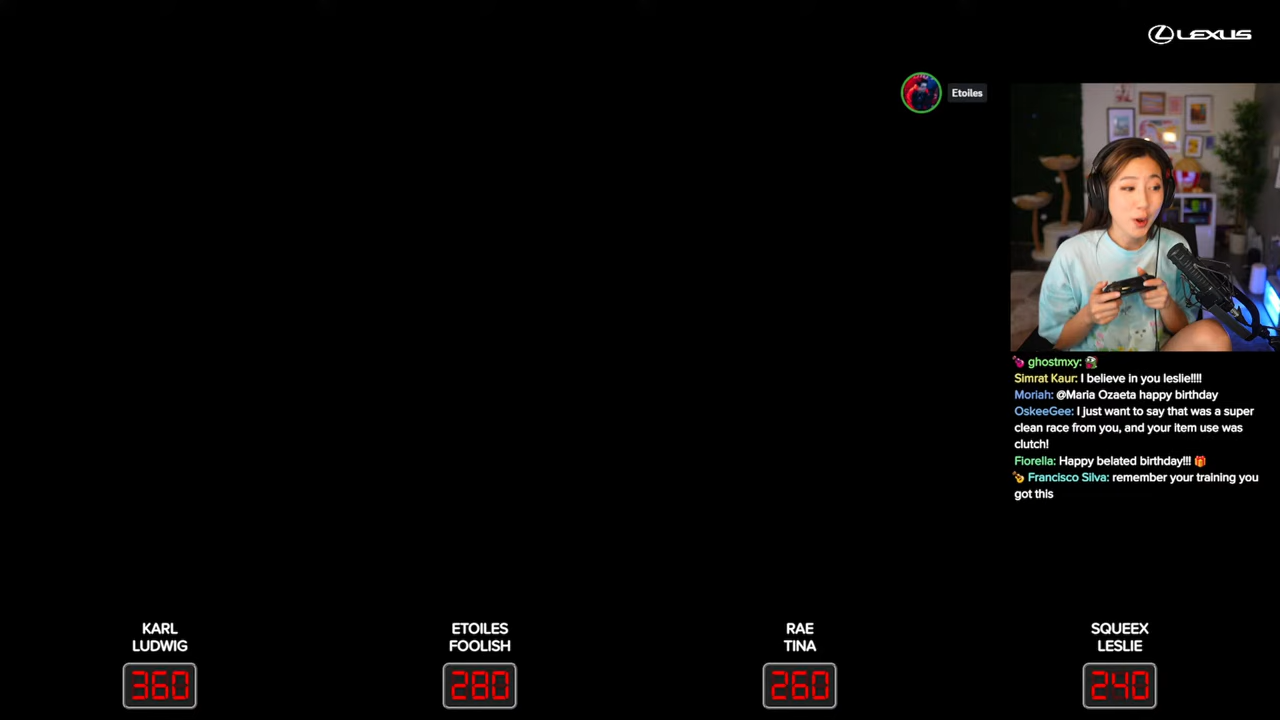 LEXUS
Etoiles
ghostmxy:
Simrat Kaur: I believe in you leslie!!!!
Moriah: @Maria Ozaeta happy birthday
OskeeGee: I just want to say that was a super
clean race from you, and your item use was
clutch!
Fiorella: Happy belated birthday!!! 🎁
Francisco Silva: remember your training you
got this
KARL
LUDWIG
360
ETOILES
FOOLISH
280
RAE
TINA
260
SQUEEX
LESLIE
240